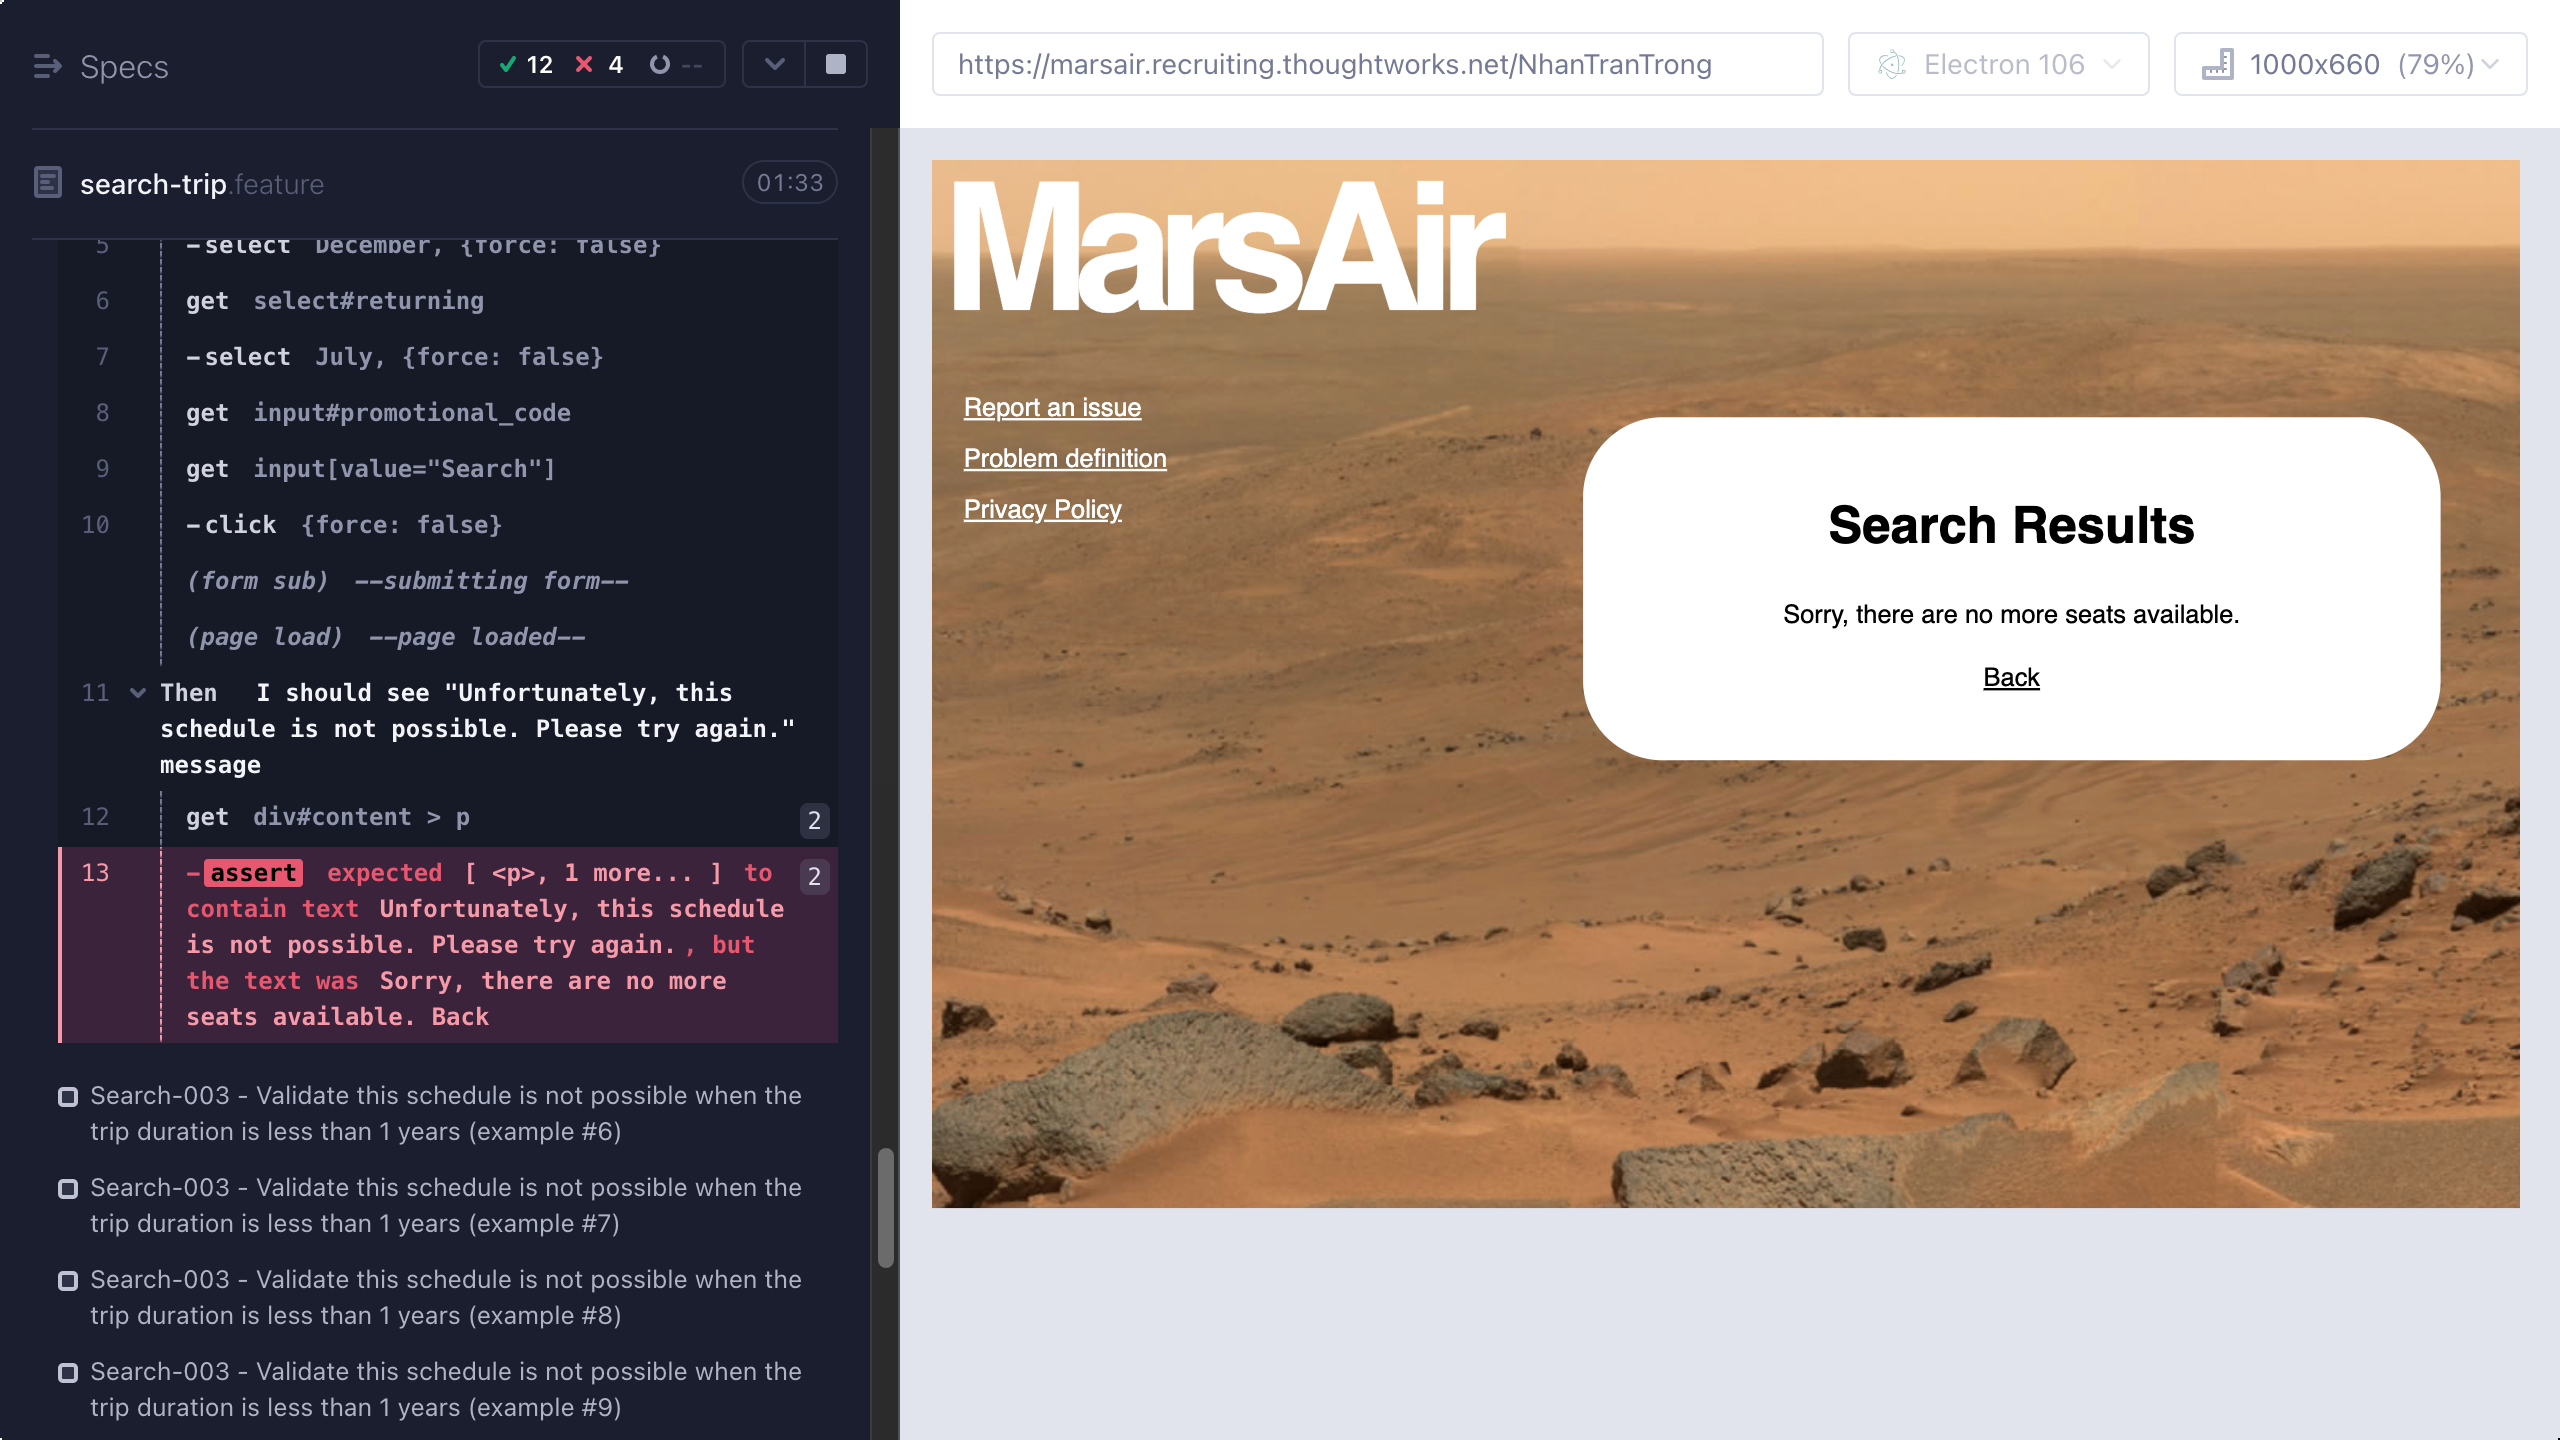 Specs
12 4 --
search-trip.feature 01:33
5 -select December, {force: false}
6 get select#returning
7 -select July, {force: false}
8 get input#promotional_code
9 get input[value="Search"]
10 -click {force: false}
(form sub) --submitting form--
(page load) --page loaded--
11 Then I should see "Unfortunately, this
schedule is not possible. Please try again."
message
12 get div#content > p 2
13 -assert expected [ <p>, 1 more... ] to 2
contain text Unfortunately, this schedule
is not possible. Please try again. , but
the text was Sorry, there are no more
seats available. Back
Search-003 - Validate this schedule is not possible when the
trip duration is less than 1 years (example #6)
Search-003 - Validate this schedule is not possible when the
trip duration is less than 1 years (example #7)
Search-003 - Validate this schedule is not possible when the
trip duration is less than 1 years (example #8)
Search-003 - Validate this schedule is not possible when the
trip duration is less than 1 years (example #9)
https://marsair.recruiting.thoughtworks.net/NhanTranTrong
Electron 106
1000x660 (79%)
MarsAir
Report an issue
Problem definition
Privacy Policy
Search Results
Sorry, there are no more seats available.
Back